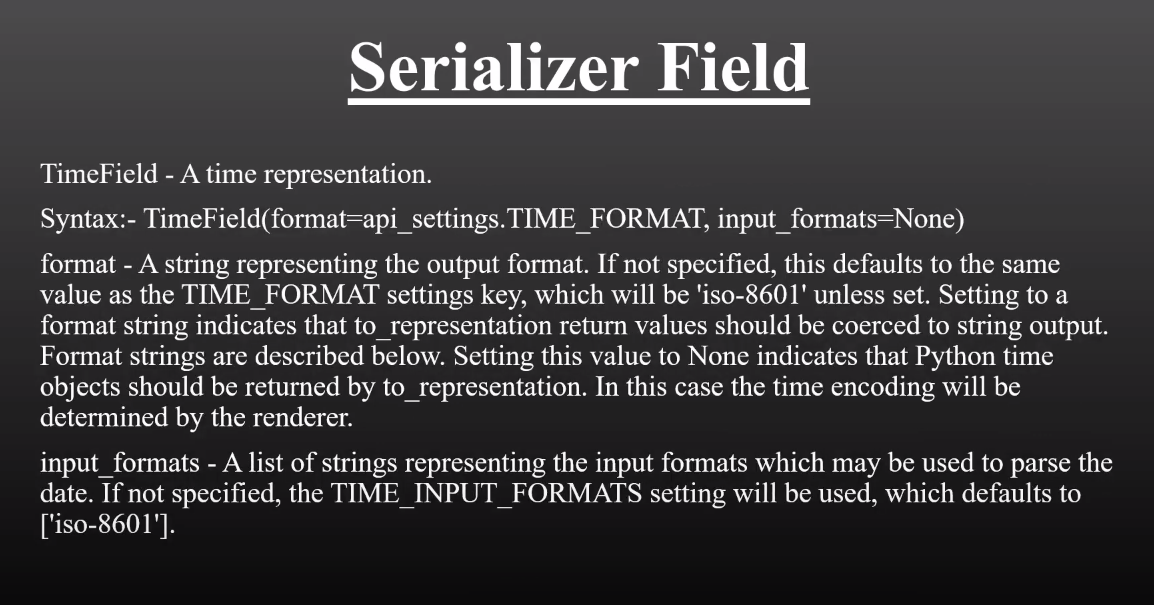 Serializer Field
TimeField - A time representation.
Syntax:- TimeField(format=api_settings.TIME_FORMAT, input_formats=None)
format - A string representing the output format. If not specified, this defaults to the same
value as the TIME_FORMAT settings key, which will be 'iso-8601' unless set. Setting to a
format string indicates that to_representation return values should be coerced to string output.
Format strings are described below. Setting this value to None indicates that Python time
objects should be returned by to_representation. In this case the time encoding will be
determined by the renderer.
input_formats - A list of strings representing the input formats which may be used to parse the
date. If not specified, the TIME_INPUT_FORMATS setting will be used, which defaults to
['iso-8601'].